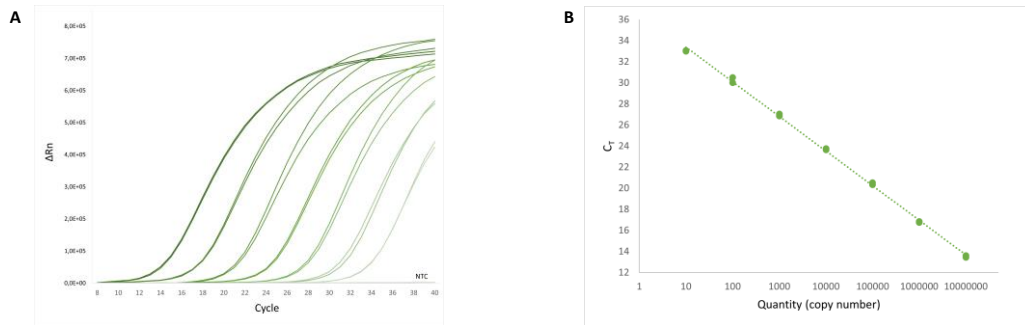 A
8,0E+05
7,0E+05
6,0E+05
5,0E+05
4,0E+05
3,0E+05
2,0E+05
1,0E+05
0,0E+00
ΔRn
NTC
8 10 12 14 16 18 20 22 24 26 28 30 32 34 36 38 40
Cycle
B
36
34
32
30
28
26
24
22
20
18
16
14
12
CT
1 10 100 1000 10000 100000 1000000 10000000
Quantity (copy number)